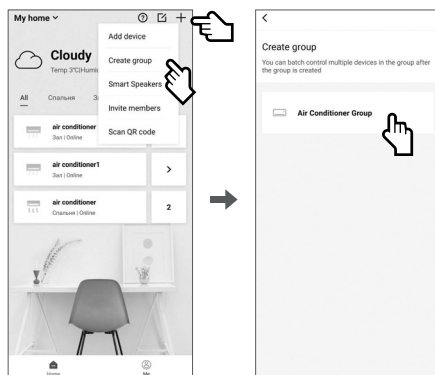 My home
Add device
Create group
Smart Speakers
Invite members
Scan QR code
Cloudy
Temp 3°C|Humi
All Спальня З
air conditioner
Зал | Online
air conditioner1
Зал | Online
air conditioner
Спальня | Online
2
Home
Me
Create group
You can batch control multiple devices in the group after
the group is created
Air Conditioner Group